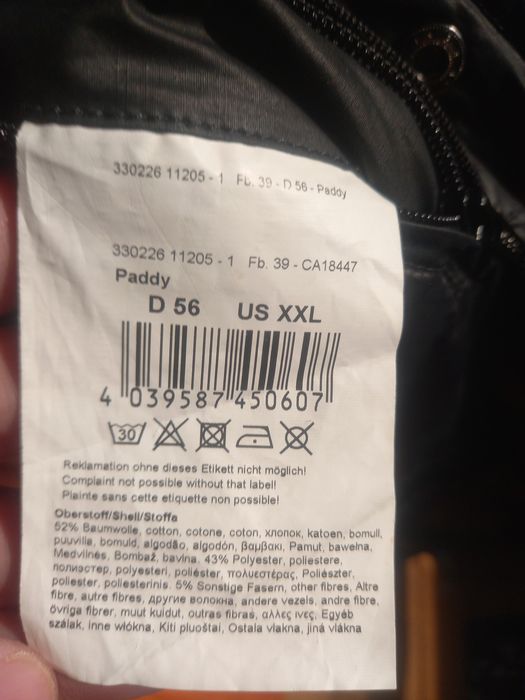 330226 11205 - 1 Fb. 39 - D 56 - Paddy
330226 11205 - 1 Fb. 39 - CA18447
Paddy
D 56 US XXL
4 039587 450607
30
Reklamation ohne dieses Etikett nicht möglich!
Complaint not possible without that label!
Plainte sans cette etiquette non possible!
Oberstoff/Shell/Stoffa
52% Baumwolle, cotton, cotone, coton, хлопок, katoen, bomull,
puuvilla, bomuld, algodão, algodón, βαμβακι, Pamut, bawełna,
Medvilnės, Bombaž, bavlna. 43% Polyester, poliestere,
полиэстер, polyesteri, poliéster, πολυεστέρας, Poliészter,
poliester, poliesterinis. 5% Sonstige Fasern, other fibres, Altre
fibre, autre fibres, другие волокна, andere vezels, andre fibre,
övriga fibrer, muut kuidut, outras fibras, αλλες ινες, Egyéb
szálak, inne włókna, Kiti pluoštai, Ostala vlakna, jiná vlákna